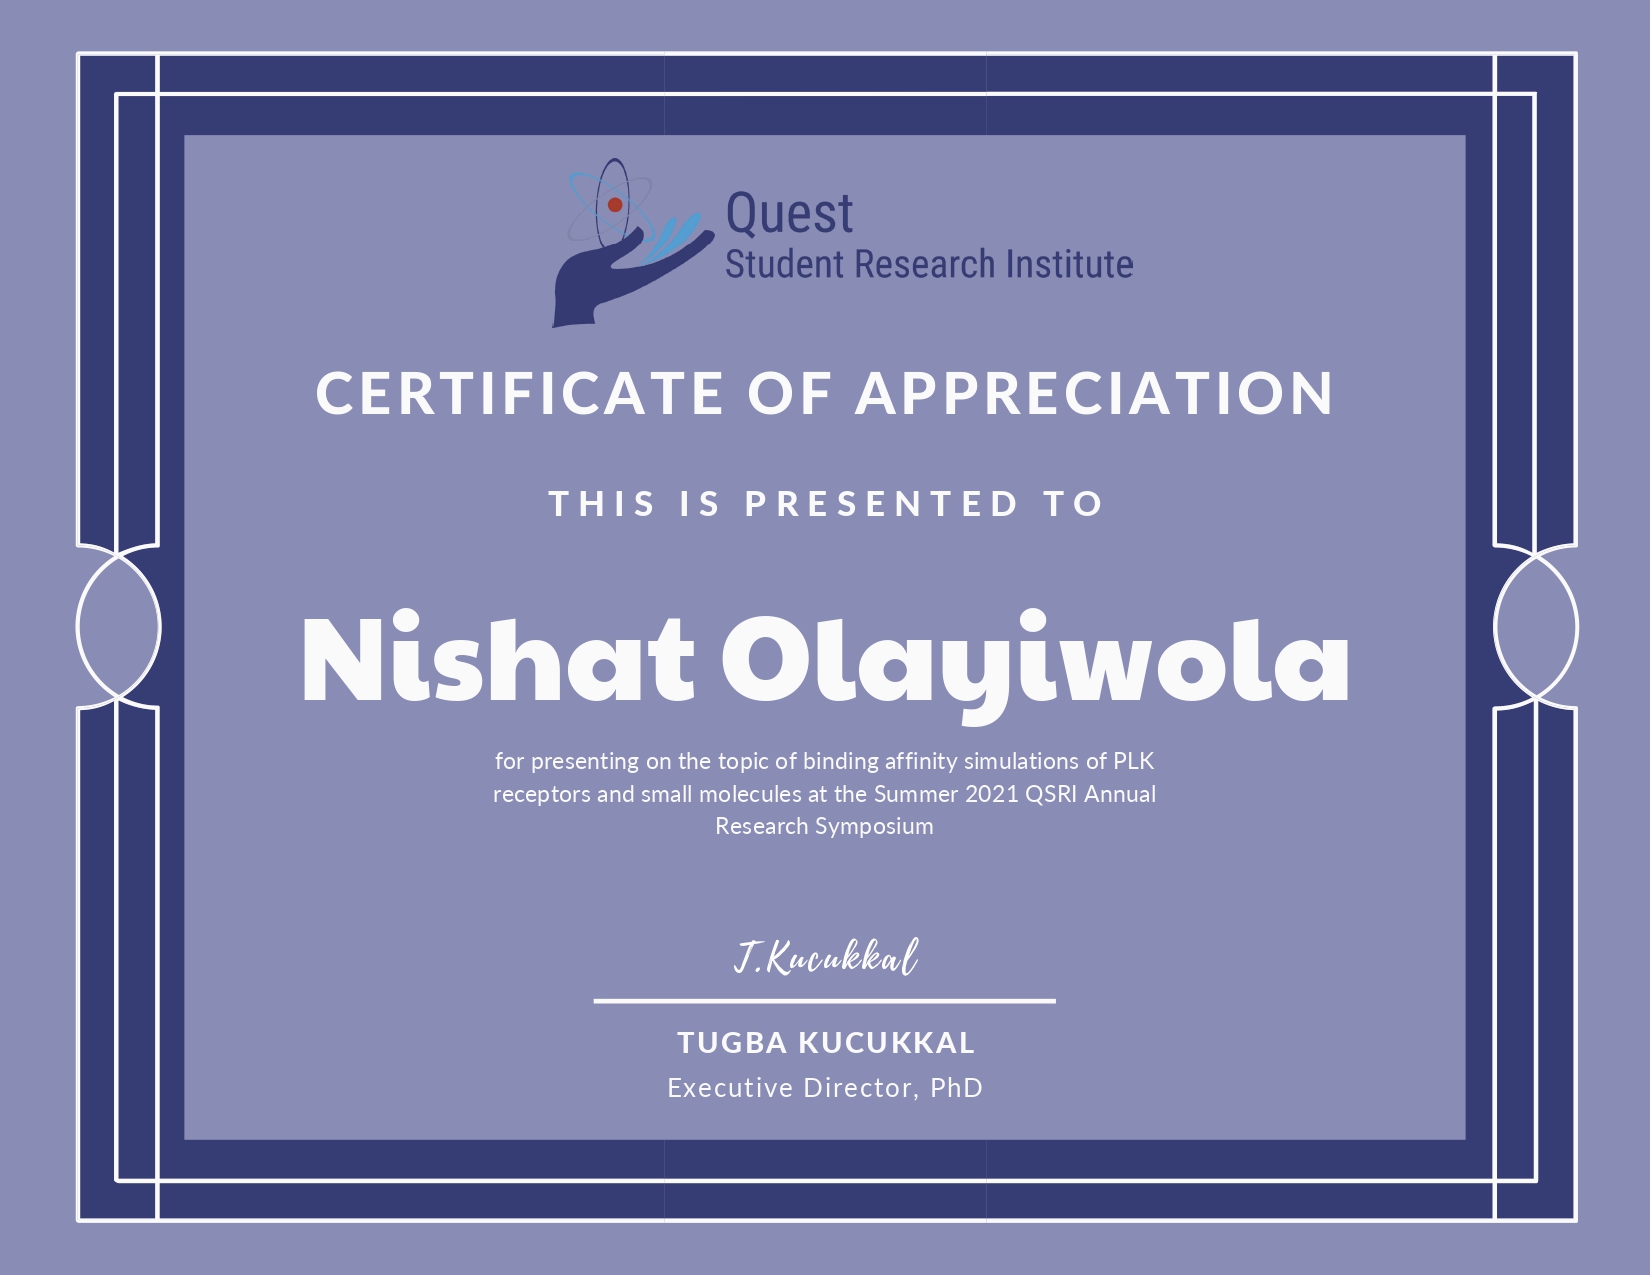 Quest
Student Research Institute
CERTIFICATE OF APPRECIATION
THIS IS PRESENTED TO
Nishat Olayiwola
for presenting on the topic of binding affinity simulations of PLK
receptors and small molecules at the Summer 2021 QSRI Annual
Research Symposium
T.Kucukkal
TUGBA KUCUKKAL
Executive Director, PhD